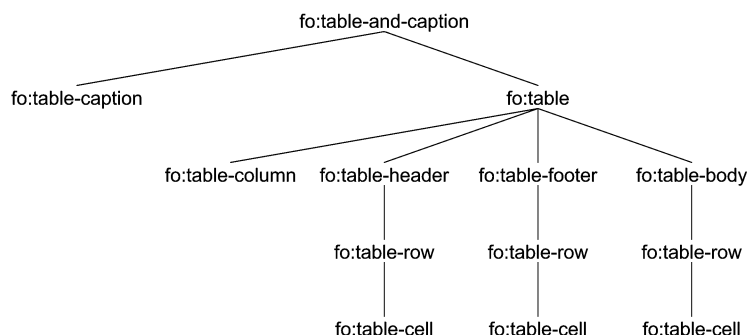 fo:table-and-caption
fo:table-caption fo:table
fo:table-column fo:table-header fo:table-footer fo:table-body
fo:table-row fo:table-row fo:table-row
fo:table-cell fo:table-cell fo:table-cell